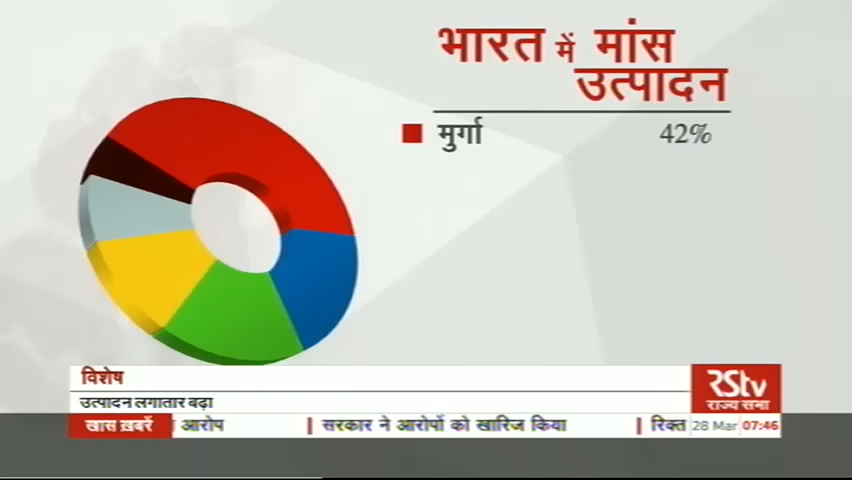 भारत में मांस
उत्पादन
मुर्गा 42%
विशेष
उत्पादन लगातार बढ़ा
खास ख़बरें आरोप | सरकार ने आरोपों को खारिज किया | रिक्त 28 Mar 07:46
RStv
राज्य सभा